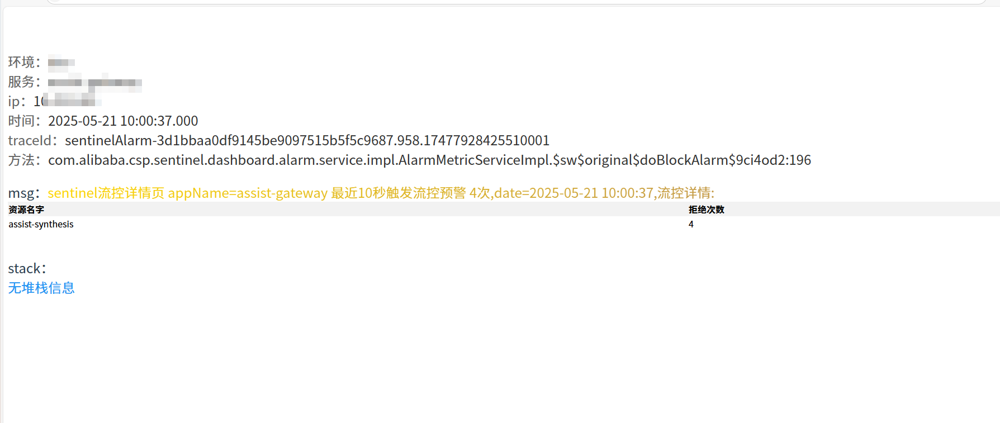 环境：
服务：
ip：
时间：2025-05-21 10:00:37.000
traceId：sentinelAlarm-3d1bbaa0df9145be9097515b5f5c9687.958.17477928425510001
方法：com.alibaba.csp.sentinel.dashboard.alarm.service.impl.AlarmMetricServiceImpl.$sw$original$doBlockAlarm$9ci4od2:196
msg：sentinel流控详情页 appName=assist-gateway 最近10秒触发流控预警 4次,date=2025-05-21 10:00:37,流控详情:
资源名字 拒绝次数
assist-synthesis 4
stack：
无堆栈信息